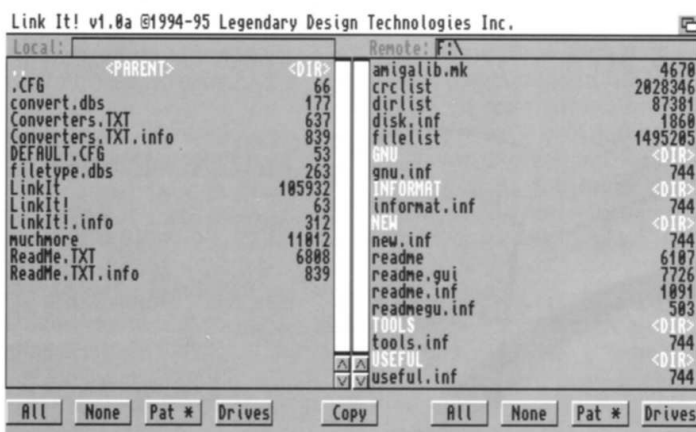 Link It! v1.0a ©1994-95 Legendary Design Technologies Inc.
Local:
.. <PARENT> <DIR>
.CFG 66
convert.dbs 177
Converters.TXT 637
Converters.TXT.info 839
DEFAULT.CFG 53
filetype.dbs 263
LinkIt 105932
LinkIt! 63
LinkIt!.info 312
muchmore 11012
ReadMe.TXT 6808
ReadMe.TXT.info 839
Remote: F:\
amigalib.mk 4670
crclist 2028346
dirlist 87381
disk.inf 1860
filelist 1495205
GNU <DIR>
gnu.inf 744
INFORMAT <DIR>
informat.inf 744
NEW <DIR>
new.inf 744
readme 6107
readme.gui 7726
readme.inf 1091
readmegu.inf 503
TOOLS <DIR>
tools.inf 744
USEFUL <DIR>
useful.inf 744
All None Pat * Drives Copy All None Pat * Drives